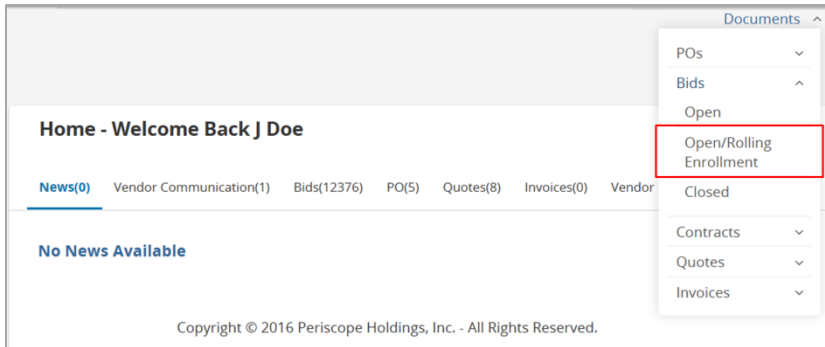 Documents
POs
Bids
Open
Open/Rolling
Enrollment
Closed
Contracts
Quotes
Invoices
Home - Welcome Back J Doe
News(0) Vendor Communication(1) Bids(12376) PO(5) Quotes(8) Invoices(0) Vendor
No News Available
Copyright © 2016 Periscope Holdings, Inc. - All Rights Reserved.